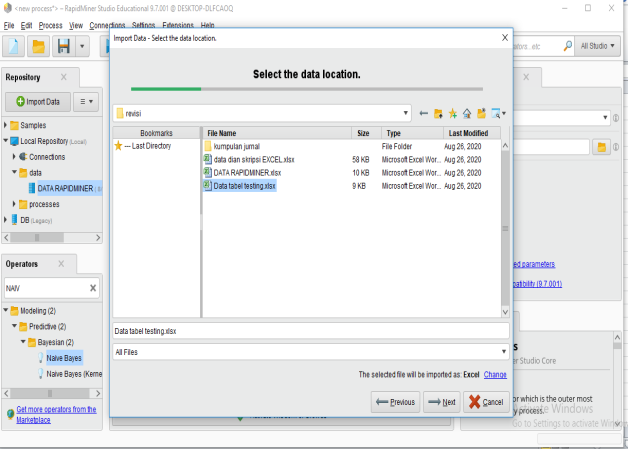 <new process*> – RapidMiner Studio Educational 9.7.001 @ DESKTOP-DLFCAOQ
File Edit Process View Connections Settings Extensions Help
Import Data - Select the data location.
Select the data location.
ators...etc
All Studio ▼
Repository
Import Data
Samples
Local Repository (Local)
Connections
data
DATA RAPIDMINER
processes
DB (Legacy)
revisi
Bookmarks
--- Last Directory
File Name Size Type Last Modified
kumpulan jurnal File Folder Aug 26, 2020
data dian skripsi EXCEL.xlsx 58 KB Microsoft Excel Wor... Aug 26, 2020
DATA RAPIDMINER.xlsx 10 KB Microsoft Excel Wor... Aug 26, 2020
Data tabel testing.xlsx 9 KB Microsoft Excel Wor... Aug 26, 2020
Operators
NAIV
Modeling (2)
Predictive (2)
Bayesian (2)
Naive Bayes
Naive Bayes (Kerne
Get more operators from the
Marketplace
Data tabel testing.xlsx
All Files
The selected file will be imported as: Excel Change
Previous
Next
Cancel
ed parameters
patibility (9.7.001)
s
er Studio Core
or which is the outer most
y process.
Activate Windows
Go to Settings to activate Windows